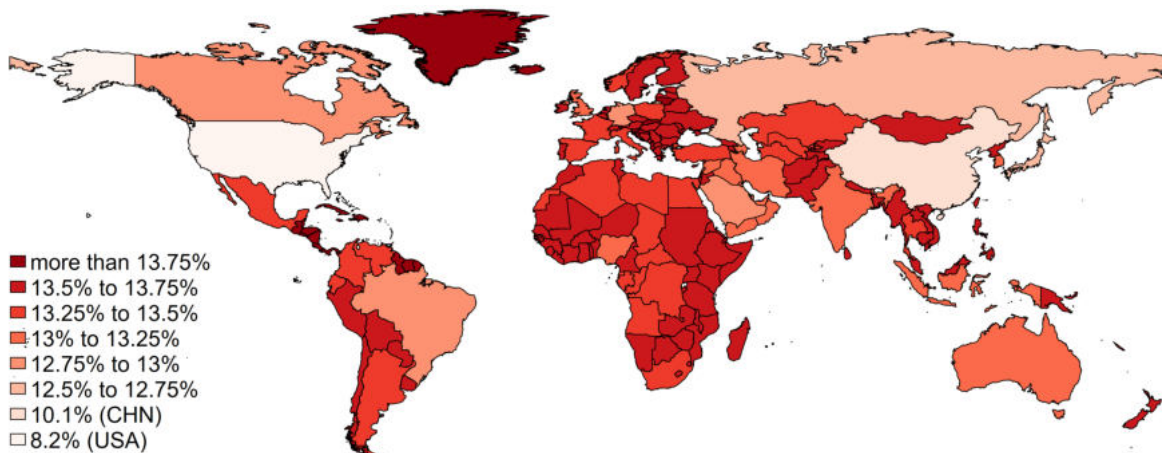 more than 13.75%
13.5% to 13.75%
13.25% to 13.5%
13% to 13.25%
12.75% to 13%
12.5% to 12.75%
10.1% (CHN)
8.2% (USA)